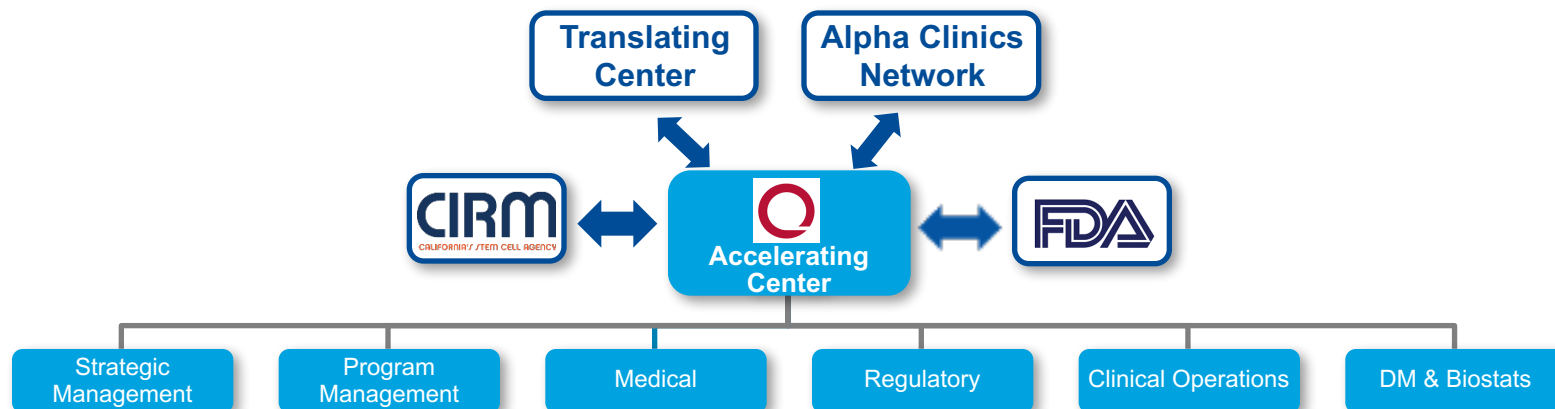 Translating
Center
Alpha Clinics
Network
CIRM
CALIFORNIA'S STEM CELL AGENCY
Accelerating
Center
FDA
Strategic
Management
Program
Management
Medical
Regulatory
Clinical Operations
DM & Biostats